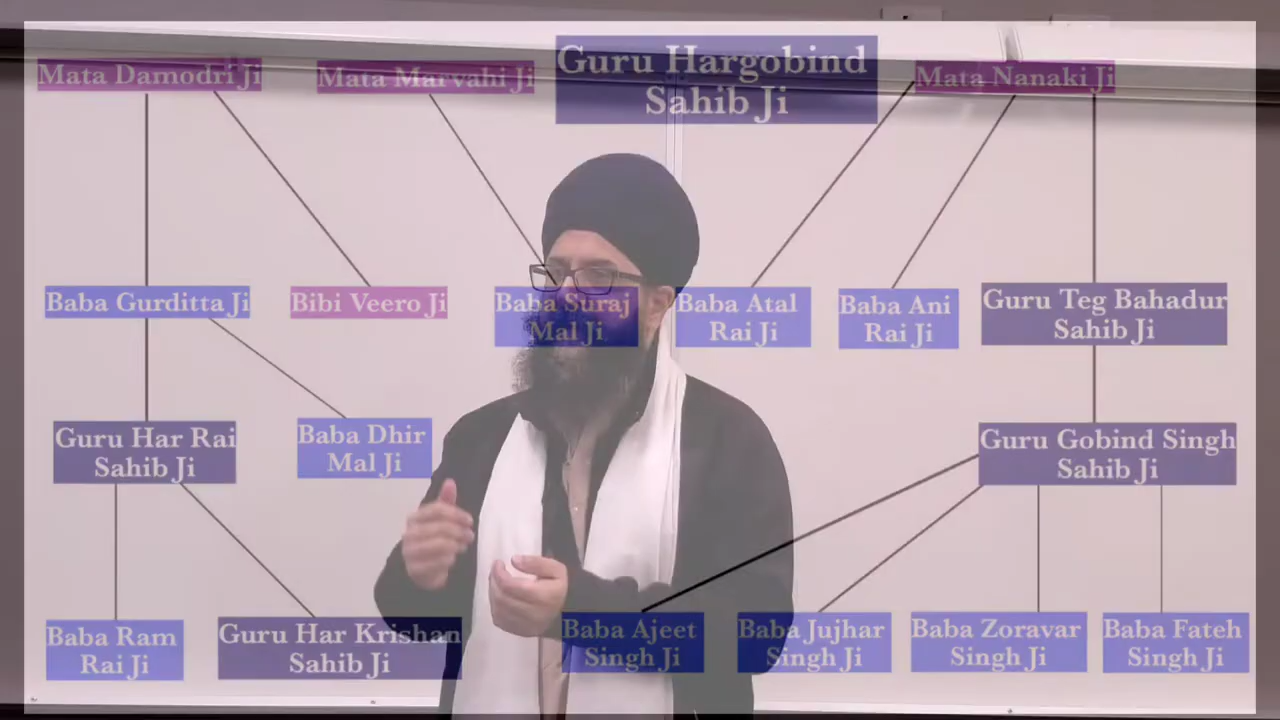 Guru Hargobind
Sahib Ji
Mata Damodri Ji
Mata Marvahi Ji
Mata Nanaki Ji
Baba Gurditta Ji
Bibi Veero Ji
Baba Suraj
Mal Ji
Baba Atal
Rai Ji
Baba Ani
Rai Ji
Guru Teg Bahadur
Sahib Ji
Guru Har Rai
Sahib Ji
Baba Dhir
Mal Ji
Guru Gobind Singh
Sahib Ji
Baba Ram
Rai Ji
Guru Har Krishan
Sahib Ji
Baba Ajeet
Singh Ji
Baba Jujhar
Singh Ji
Baba Zoravar
Singh Ji
Baba Fateh
Singh Ji